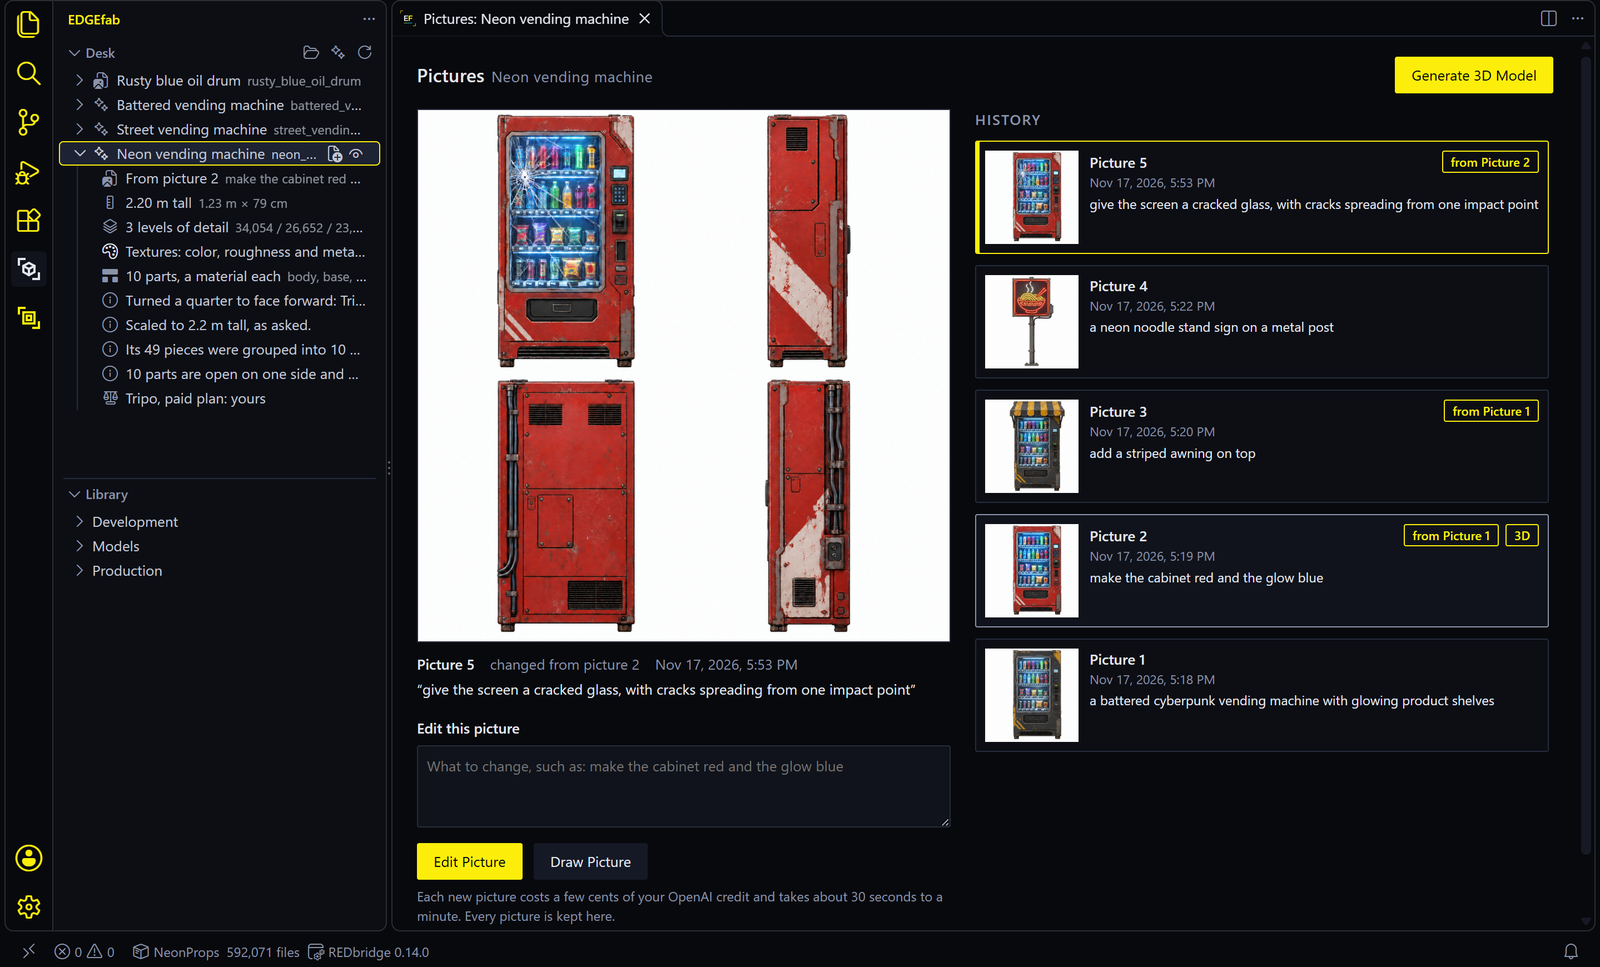 EDGEfab
Desk
Rusty blue oil drum rusty_blue_oil_drum
Battered vending machine battered_v...
Street vending machine street_vendin...
Neon vending machine neon_...
From picture 2 make the cabinet red ...
2.20 m tall 1.23 m × 79 cm
3 levels of detail 34,054 / 26,652 / 23,...
Textures: color, roughness and meta...
10 parts, a material each body, base, ...
Turned a quarter to face forward: Tri...
Scaled to 2.2 m tall, as asked.
Its 49 pieces were grouped into 10 ...
10 parts are open on one side and ...
Tripo, paid plan: yours
Library
Development
Models
Production
EF Pictures: Neon vending machine
Pictures Neon vending machine
Generate 3D Model
Picture 5 changed from picture 2 Nov 17, 2026, 5:53 PM
“give the screen a cracked glass, with cracks spreading from one impact point”
Edit this picture
What to change, such as: make the cabinet red and the glow blue
Edit Picture
Draw Picture
Each new picture costs a few cents of your OpenAI credit and takes about 30 seconds to a
minute. Every picture is kept here.
HISTORY
Picture 5
from Picture 2
Nov 17, 2026, 5:53 PM
give the screen a cracked glass, with cracks spreading from one impact point
Picture 4
Nov 17, 2026, 5:22 PM
a neon noodle stand sign on a metal post
Picture 3
from Picture 1
Nov 17, 2026, 5:20 PM
add a striped awning on top
Picture 2
from Picture 1
3D
Nov 17, 2026, 5:19 PM
make the cabinet red and the glow blue
Picture 1
Nov 17, 2026, 5:18 PM
a battered cyberpunk vending machine with glowing product shelves
0 0 NeonProps 592,071 files REDbridge 0.14.0